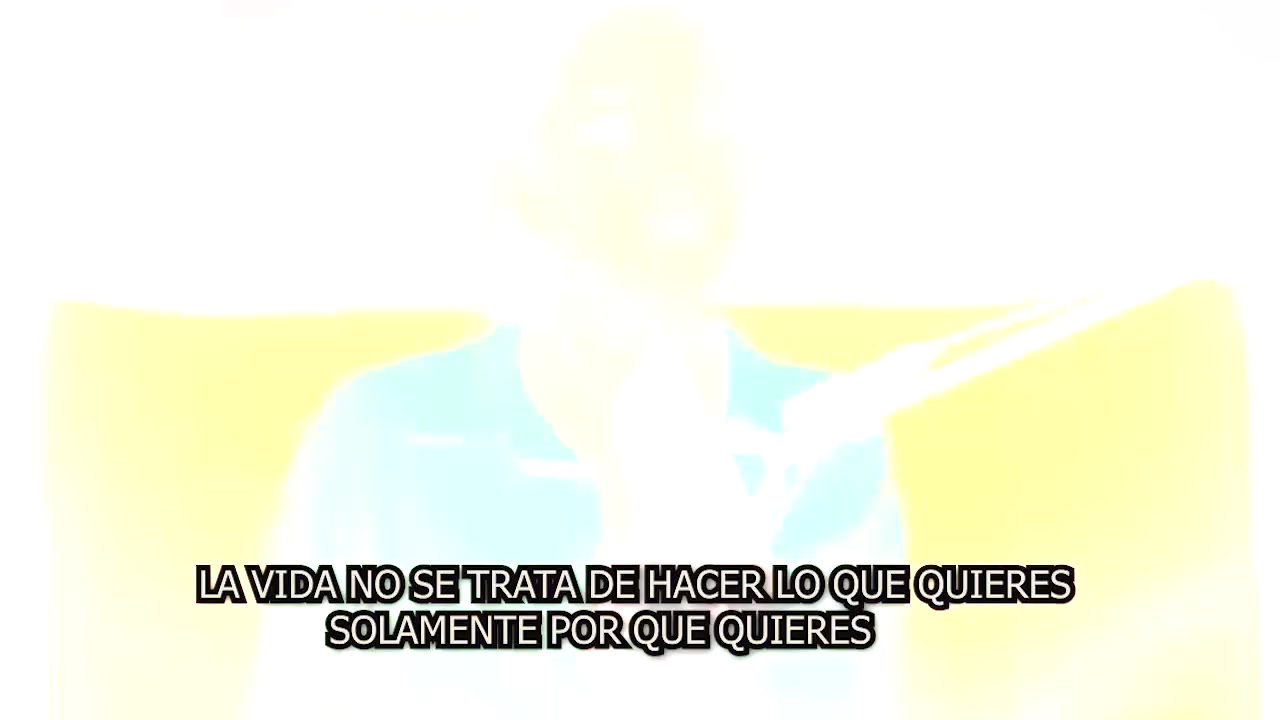 LA VIDA NO SE TRATA DE HACER LO QUE QUIERES
SOLAMENTE POR QUE QUIERES